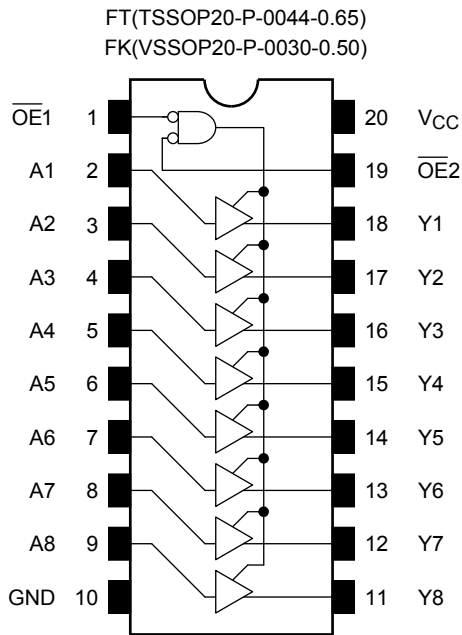 FT(TSSOP20-P-0044-0.65)
FK(VSSOP20-P-0030-0.50)
O̅E̅1 1 20 VCC
A1 2 19 O̅E̅2
A2 3 18 Y1
A3 4 17 Y2
A4 5 16 Y3
A5 6 15 Y4
A6 7 14 Y5
A7 8 13 Y6
A8 9 12 Y7
GND 10 11 Y8